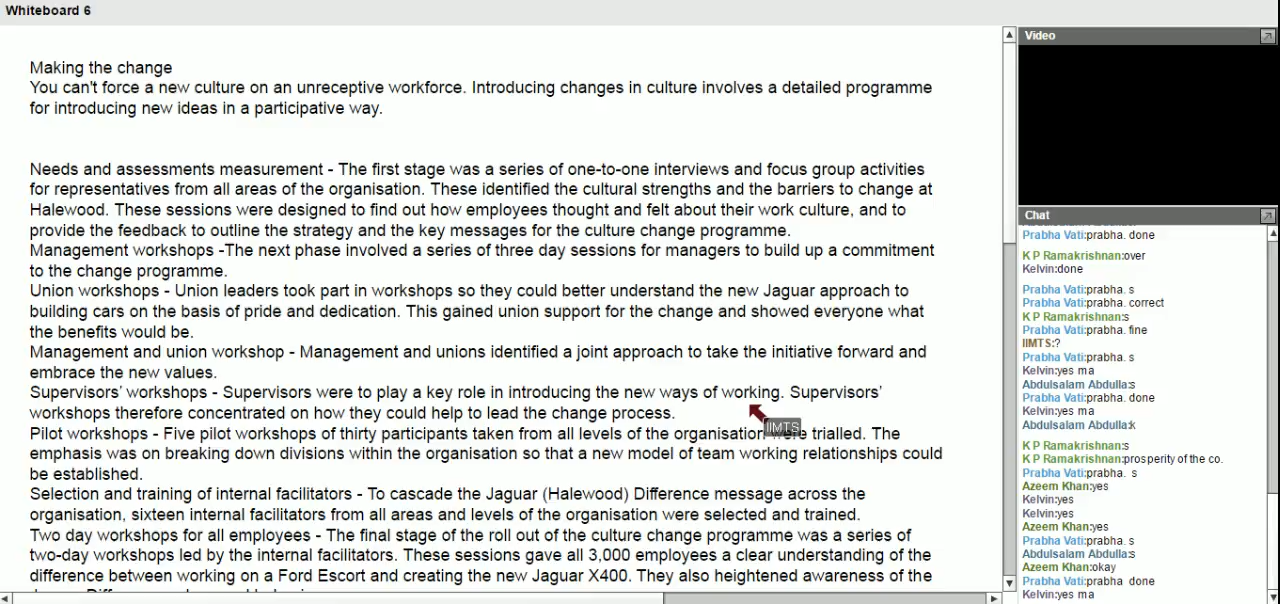 Whiteboard 6
Making the change
You can't force a new culture on an unreceptive workforce. Introducing changes in culture involves a detailed programme
for introducing new ideas in a participative way.
Needs and assessments measurement - The first stage was a series of one-to-one interviews and focus group activities
for representatives from all areas of the organisation. These identified the cultural strengths and the barriers to change at
Halewood. These sessions were designed to find out how employees thought and felt about their work culture, and to
provide the feedback to outline the strategy and the key messages for the culture change programme.
Management workshops -The next phase involved a series of three day sessions for managers to build up a commitment
to the change programme.
Union workshops - Union leaders took part in workshops so they could better understand the new Jaguar approach to
building cars on the basis of pride and dedication. This gained union support for the change and showed everyone what
the benefits would be.
Management and union workshop - Management and unions identified a joint approach to take the initiative forward and
embrace the new values.
Supervisors' workshops - Supervisors were to play a key role in introducing the new ways of working. Supervisors'
workshops therefore concentrated on how they could help to lead the change process.
Pilot workshops - Five pilot workshops of thirty participants taken from all levels of the organisation were trialled. The
IIMTS
emphasis was on breaking down divisions within the organisation so that a new model of team working relationships could
be established.
Selection and training of internal facilitators - To cascade the Jaguar (Halewood) Difference message across the
organisation, sixteen internal facilitators from all areas and levels of the organisation were selected and trained.
Two day workshops for all employees - The final stage of the roll out of the culture change programme was a series of
two-day workshops led by the internal facilitators. These sessions gave all 3,000 employees a clear understanding of the
difference between working on a Ford Escort and creating the new Jaguar X400. They also heightened awareness of the
Video
Chat
Prabha Vati:prabha. done
K P Ramakrishnan:over
Kelvin:done
Prabha Vati:prabha. s
Prabha Vati:prabha. correct
K P Ramakrishnan:s
Prabha Vati:prabha. fine
IIMTS:?
Prabha Vati:prabha. s
Kelvin:yes ma
Abdulsalam Abdulla:s
Prabha Vati:prabha. done
Kelvin:yes ma
Abdulsalam Abdulla:k
K P Ramakrishnan:s
K P Ramakrishnan:prosperity of the co.
Prabha Vati:prabha. s
Azeem Khan:yes
Kelvin:yes
Kelvin:yes
Azeem Khan:yes
Prabha Vati:prabha. s
Abdulsalam Abdulla:s
Azeem Khan:okay
Prabha Vati:prabha done
Kelvin:yes ma